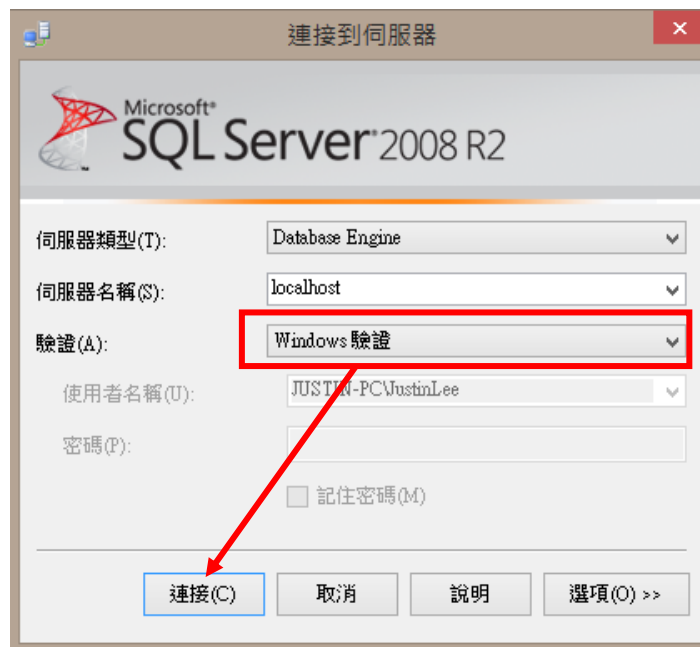 連接到伺服器
Microsoft®
SQL Server® 2008 R2
伺服器類型(T): Database Engine
伺服器名稱(S): localhost
驗證(A): Windows 驗證
使用者名稱(U): JUSTIN-PC\JustinLee
密碼(P):
記住密碼(M)
連接(C) 取消 說明 選項(O) >>